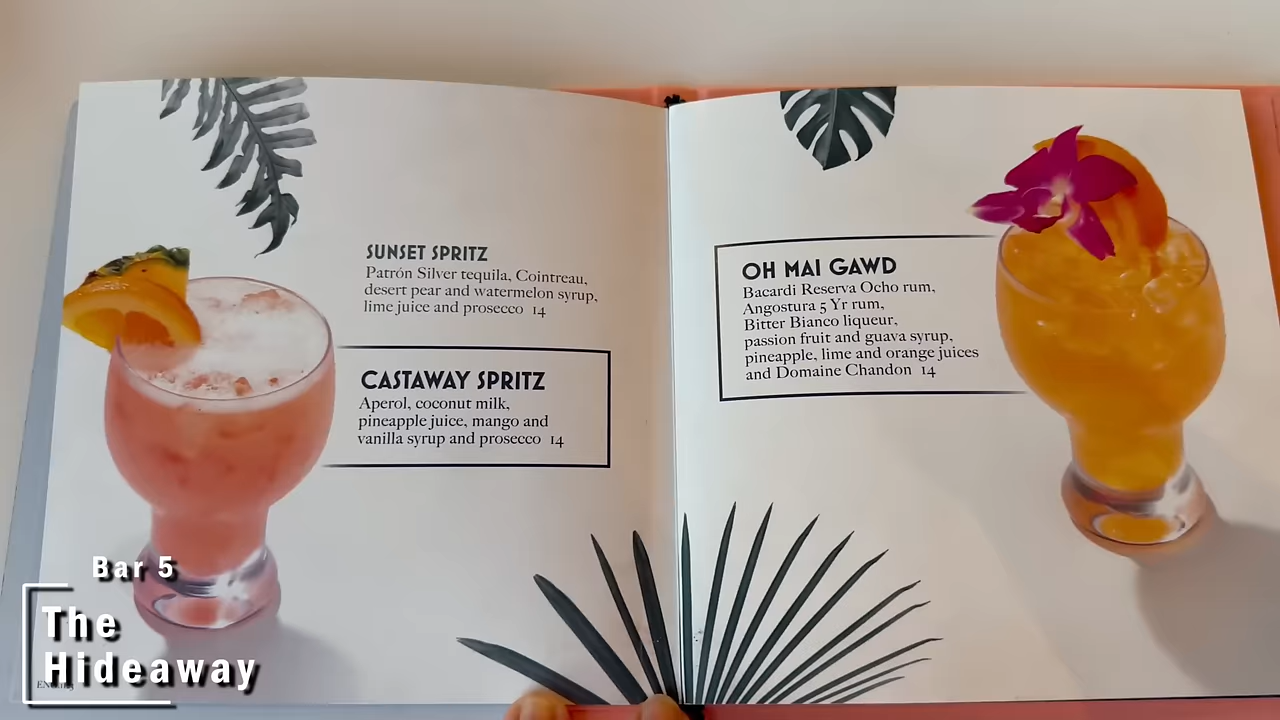 SUNSET SPRITZ
Patrón Silver tequila, Cointreau,
desert pear and watermelon syrup,
lime juice and prosecco 14
CASTAWAY SPRITZ
Aperol, coconut milk,
pineapple juice, mango and
vanilla syrup and prosecco 14
OH MAI GAWD
Bacardi Reserva Ocho rum,
Angostura 5 Yr rum,
Bitter Bianco liqueur,
passion fruit and guava syrup,
pineapple, lime and orange juices
and Domaine Chandon 14
Bar 5
The
Hideaway